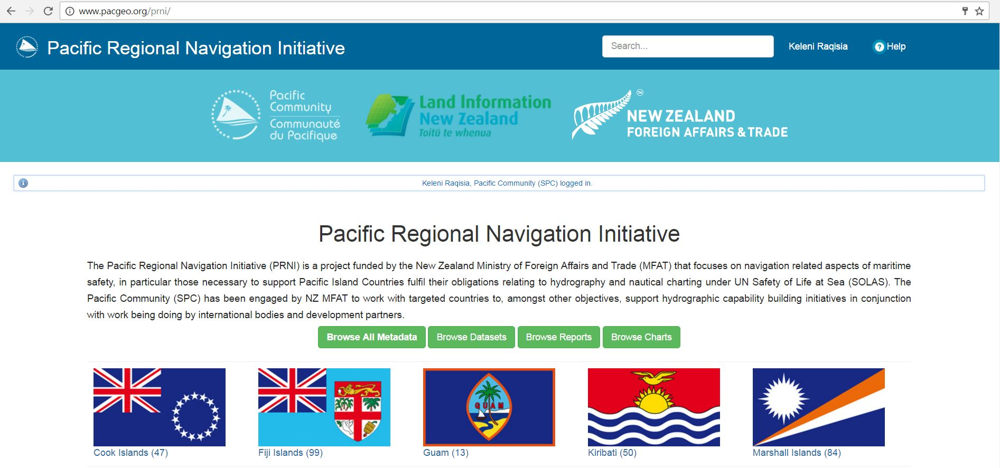 www.pacgeo.org/prni/
Pacific Regional Navigation Initiative
Search...
Keleni Raqisia
? Help
Pacific
Community
Communauté
du Pacifique
Land Information
New Zealand
Toitū te whenua
TM
NEW ZEALAND
FOREIGN AFFAIRS & TRADE
Keleni Raqisia, Pacific Community (SPC) logged in.
Pacific Regional Navigation Initiative
The Pacific Regional Navigation Initiative (PRNI) is a project funded by the New Zealand Ministry of Foreign Affairs and Trade (MFAT) that focuses on navigation related aspects of maritime
safety, in particular those necessary to support Pacific Island Countries fulfil their obligations relating to hydrography and nautical charting under UN Safety of Life at Sea (SOLAS). The
Pacific Community (SPC) has been engaged by NZ MFAT to work with targeted countries to, amongst other objectives, support hydrographic capability building initiatives in conjunction
with work being doing by international bodies and development partners.
Browse All Metadata
Browse Datasets
Browse Reports
Browse Charts
GUAM
Cook Islands (47)
Fiji Islands (99)
Guam (13)
Kiribati (50)
Marshall Islands (84)